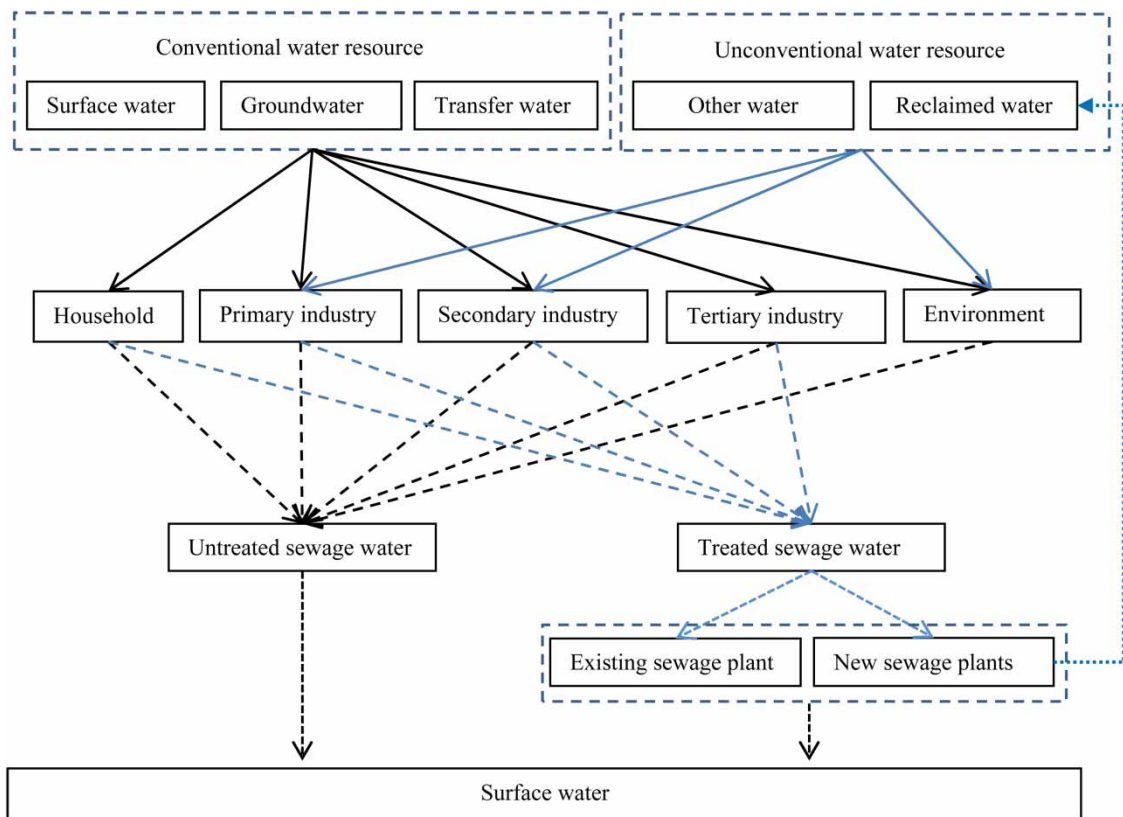 Conventional water resource
Unconventional water resource
Surface water
Groundwater
Transfer water
Other water
Reclaimed water
Household
Primary industry
Secondary industry
Tertiary industry
Environment
Untreated sewage water
Treated sewage water
Existing sewage plant
New sewage plants
Surface water